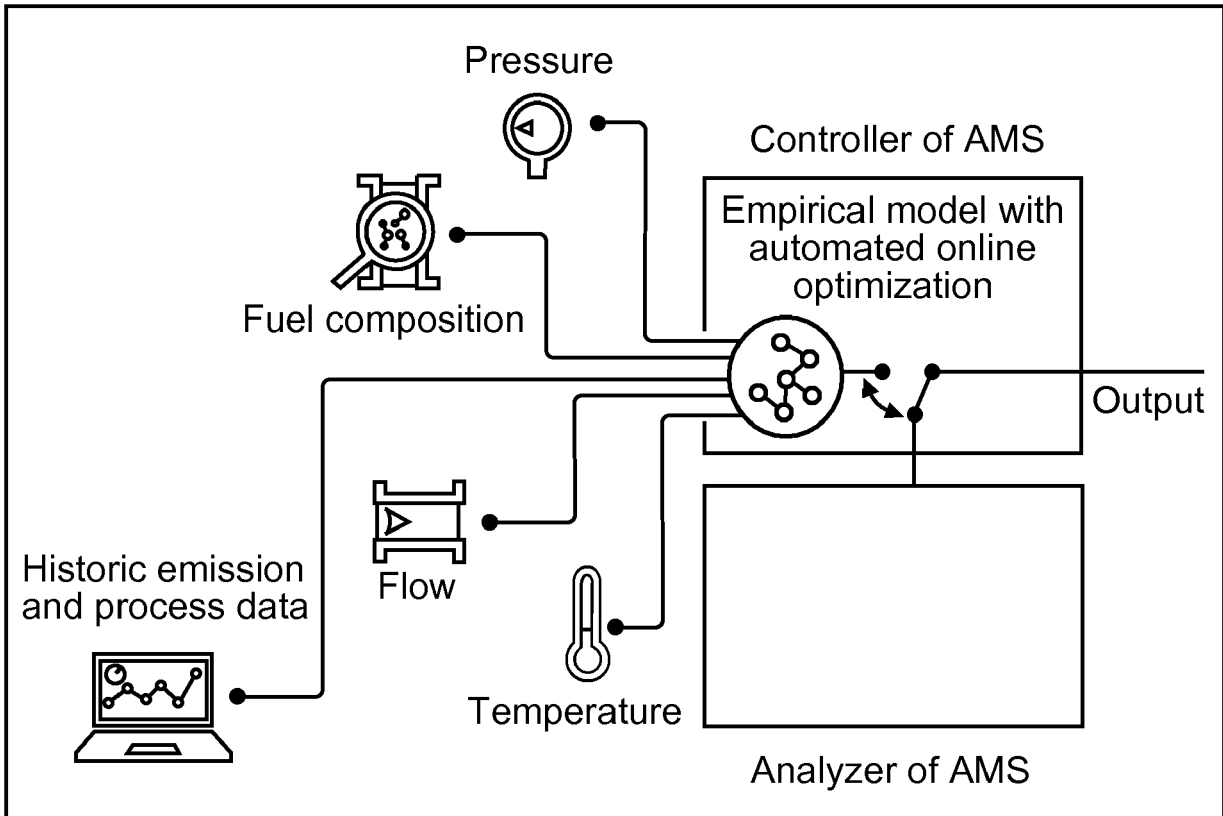 Pressure
Controller of AMS
Empirical model with
automated online
optimization
Fuel composition
Output
Flow
Historic emission
and process data
Temperature
Analyzer of AMS